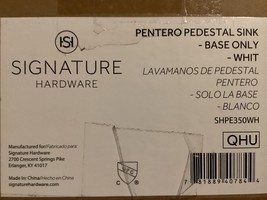 PENTERO PEDESTAL SINK
- BASE ONLY
- WHIT
LAVAMANOS DE PEDESTAL
PENTERO
- SOLO LA BASE
- BLANCO
SHPE350WH
SIGNATURE
HARDWARE
Manufactured for/Fabricado para:
Signature Hardware
2700 Crescent Springs Pike
Erlanger, KY 41017
Made In: China/Hecho en China
signaturehardware.com
C
QHU